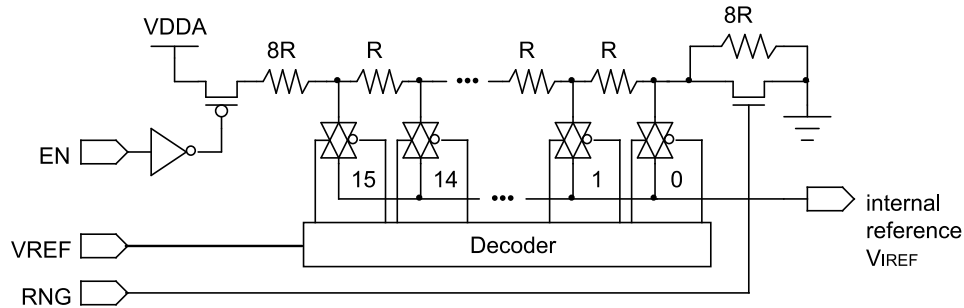 VDDA
8R
R
R
R
8R
EN
15
14
1
0
•••
•••
internal
reference
VIREF
VREF
Decoder
RNG